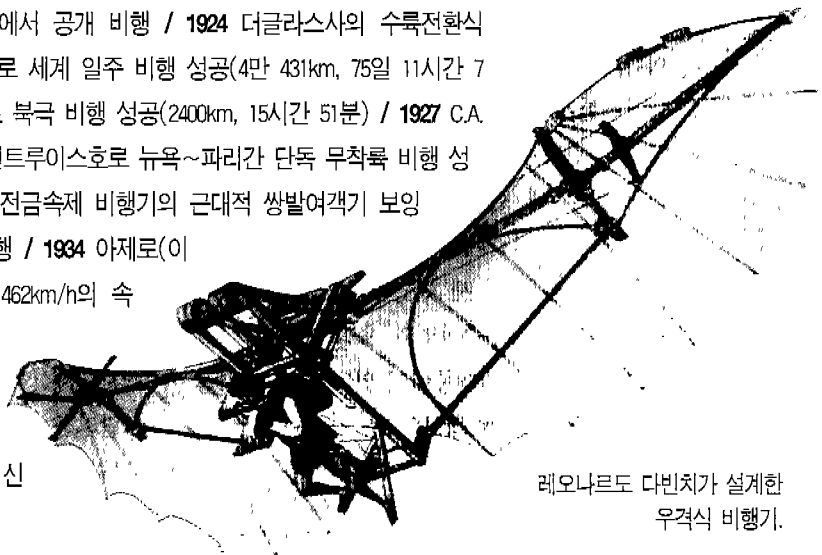 에서 공개 비행 / 1924 더글라스사의 수륙전환식
로 세계 일주 비행 성공(4만 431km, 75일 11시간 7
북극 비행 성공(2400km, 15시간 51분) / 1927 C.A.
트루이스호로 뉴욕~파리간 단독 무착륙 비행 성
전금속제 비행기의 근대적 쌍발여객기 보잉
행 / 1934 아제로(이
462km/h의 속
신
레오나르도 다빈치가 설계한
우격식 비행기.